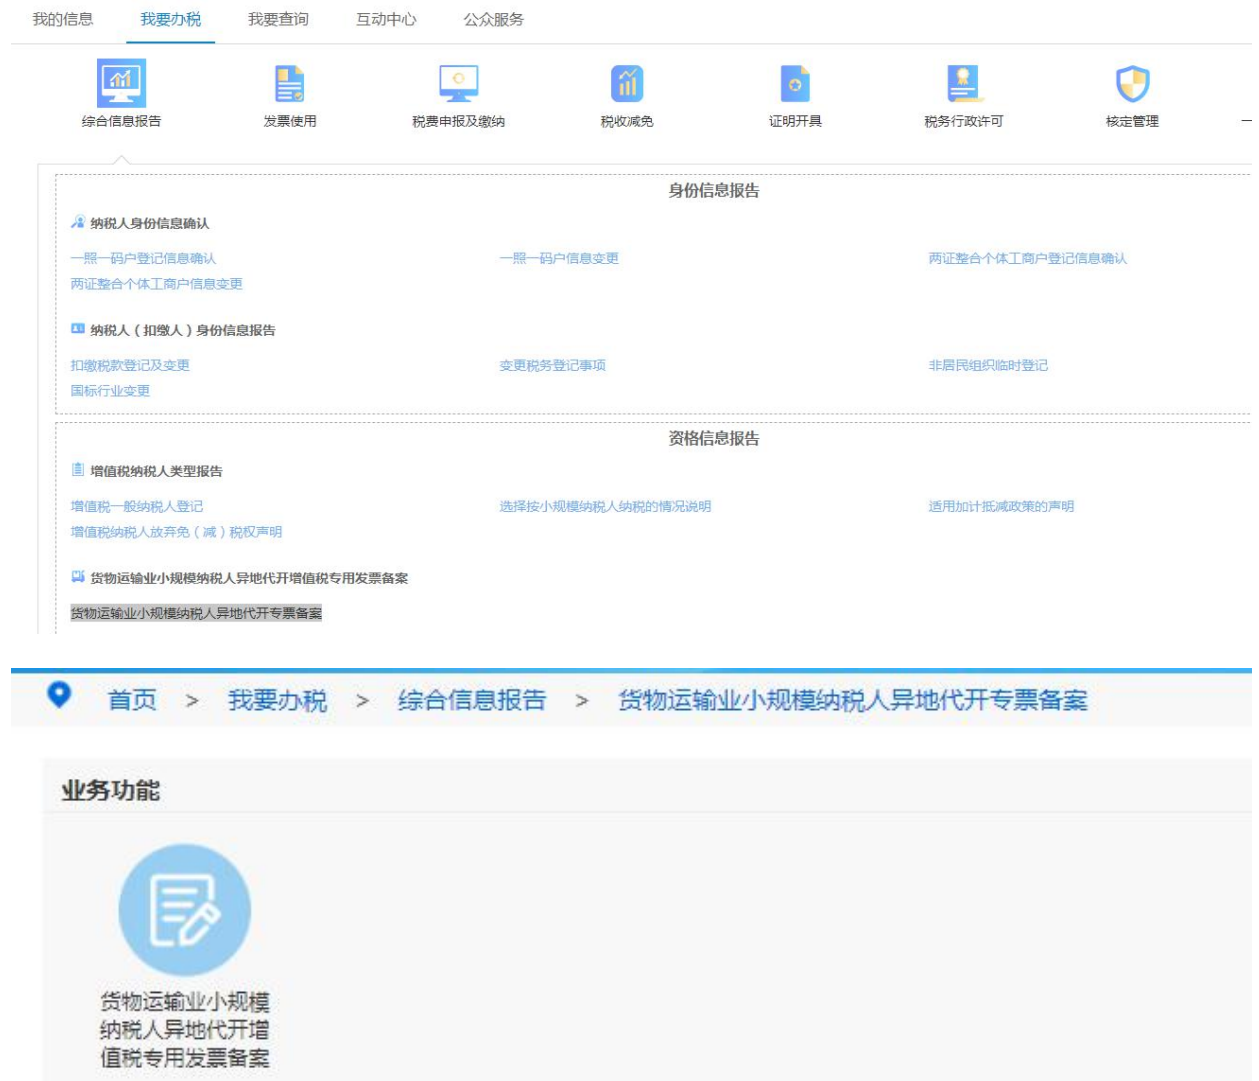 我的信息 我要办税 我要查询 互动中心 公众服务
综合信息报告 发票使用 税费申报及缴纳 税收减免 证明开具 税务行政许可 核定管理
身份信息报告
纳税人身份信息确认
一照一码户登记信息确认 一照一码户信息变更 两证整合个体工商户登记信息确认
两证整合个体工商户信息变更
纳税人（扣缴人）身份信息报告
扣缴税款登记及变更 变更税务登记事项 非居民组织临时登记
国标行业变更
资格信息报告
增值税纳税人类型报告
增值税一般纳税人登记 选择按小规模纳税人纳税的情况说明 适用加计抵减政策的声明
增值税纳税人放弃免（减）税权声明
货物运输业小规模纳税人异地代开增值税专用发票备案
货物运输业小规模纳税人异地代开专票备案
首页 > 我要办税 > 综合信息报告 > 货物运输业小规模纳税人异地代开专票备案
业务功能
货物运输业小规模
纳税人异地代开增
值税专用发票备案